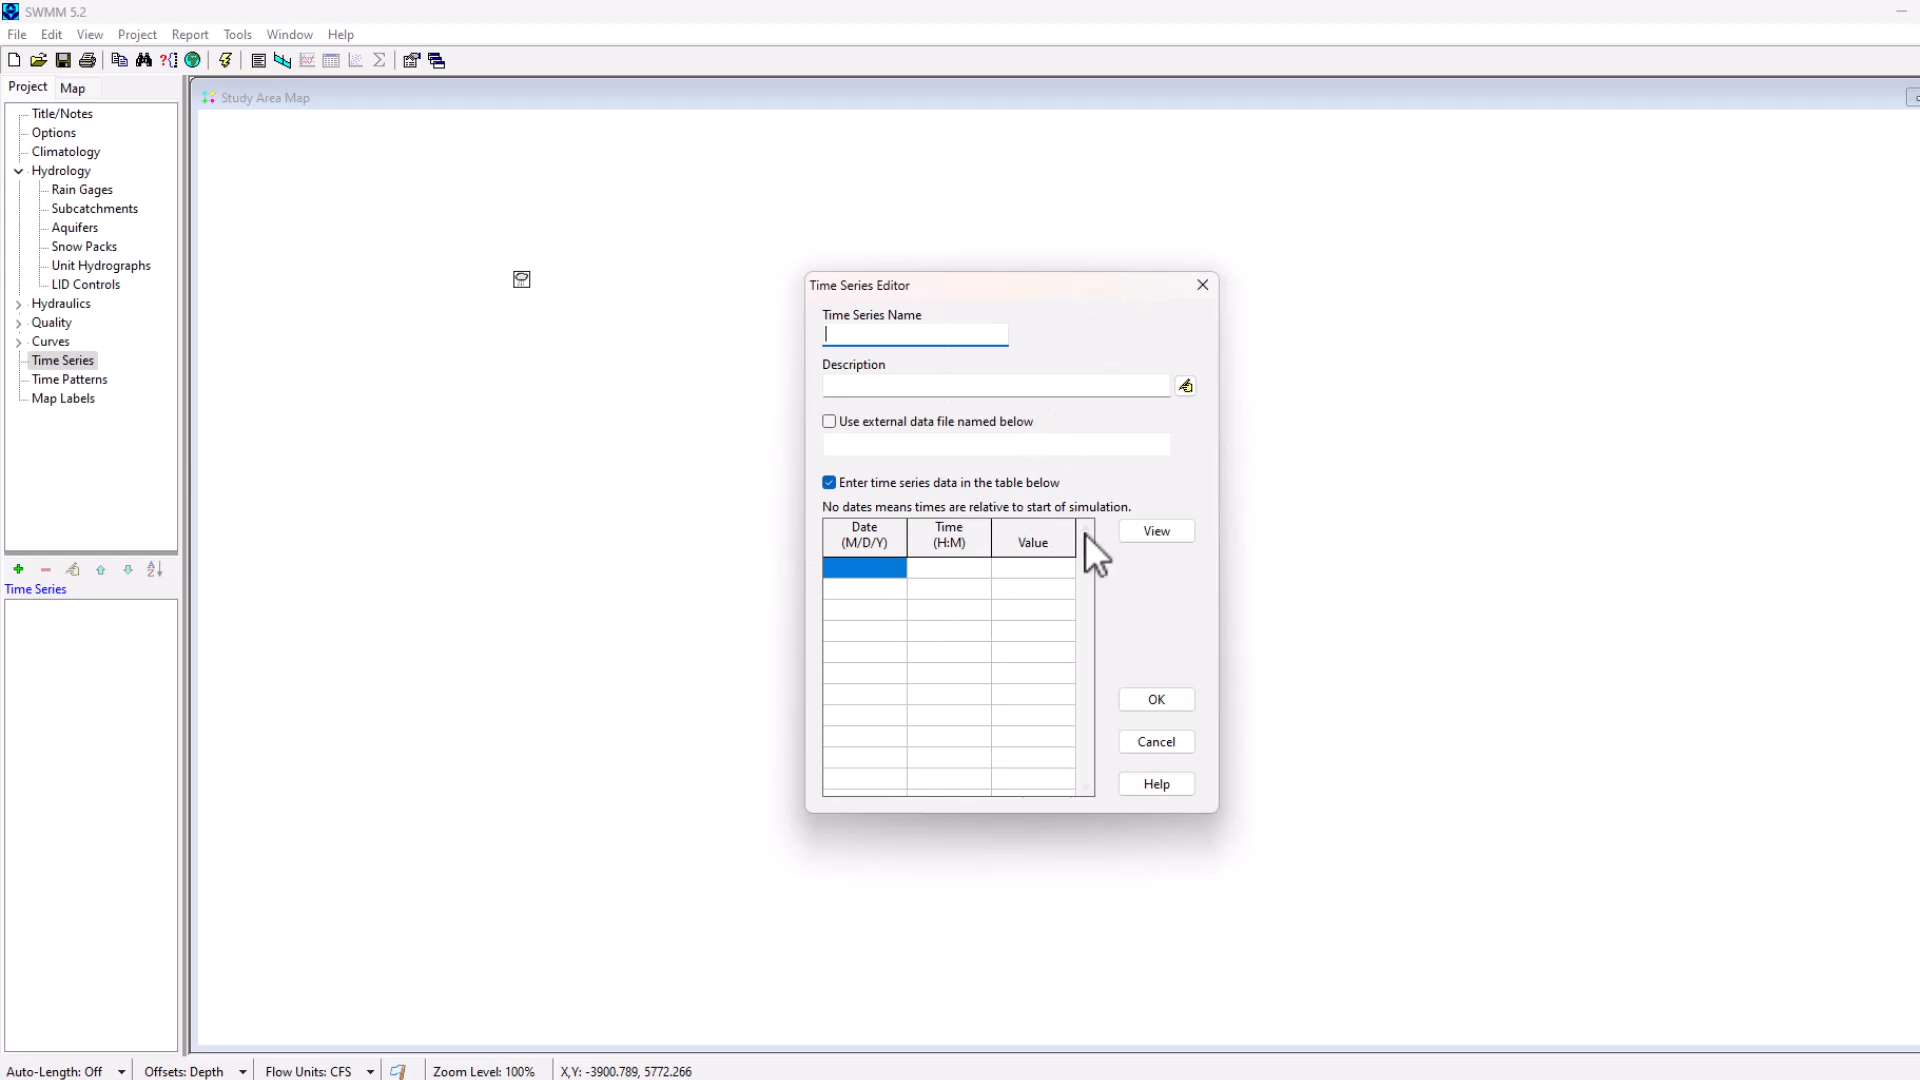 SWMM 5.2
File Edit View Project Report Tools Window Help
Project Map
Title/Notes
Options
Climatology
Hydrology
Rain Gages
Subcatchments
Aquifers
Snow Packs
Unit Hydrographs
LID Controls
Hydraulics
Quality
Curves
Time Series
Time Patterns
Map Labels
Time Series
Study Area Map
Time Series Editor
Time Series Name
Description
Use external data file named below
Enter time series data in the table below
No dates means times are relative to start of simulation.
Date (M/D/Y) Time (H:M) Value
View
OK
Cancel
Help
Auto-Length: Off Offsets: Depth Flow Units: CFS Zoom Level: 100% X,Y: -3900.789, 5772.266